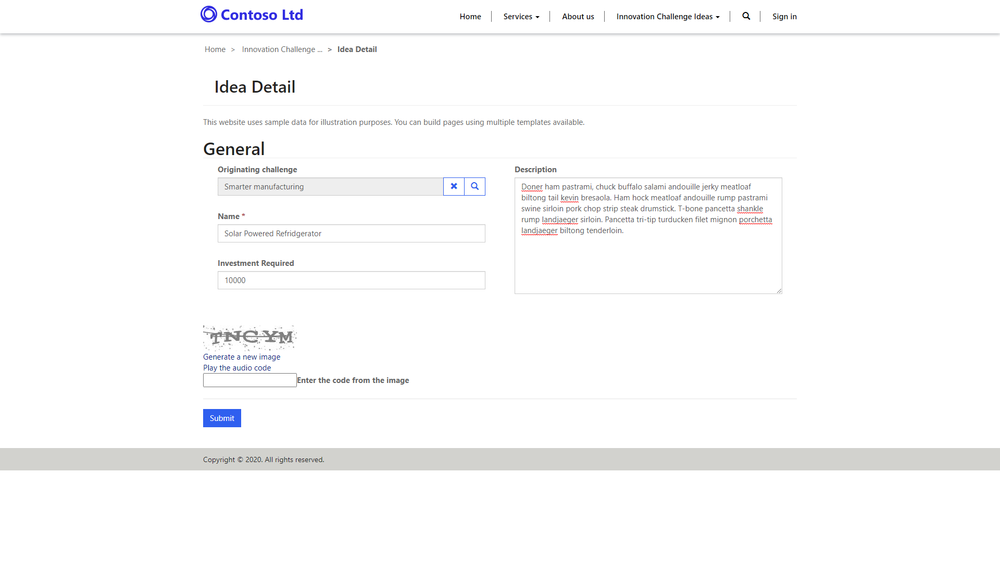 Contoso Ltd
Home
Services
About us
Innovation Challenge Ideas
Sign in
Home > Innovation Challenge ... > Idea Detail
Idea Detail
This website uses sample data for illustration purposes. You can build pages using multiple templates available.
General
Originating challenge
Smarter manufacturing
Name *
Solar Powered Refridgerator
Investment Required
10000
Description
Doner ham pastrami, chuck buffalo salami andouille jerky meatloaf
biltong tail kevin bresaola. Ham hock meatloaf andouille rump pastrami
swine sirloin pork chop strip steak drumstick. T-bone pancetta shankle
rump landjaeger sirloin. Pancetta tri-tip turducken filet mignon porchetta
landjaeger biltong tenderloin.
TNCYM
Generate a new image
Play the audio code
Enter the code from the image
Submit
Copyright © 2020. All rights reserved.